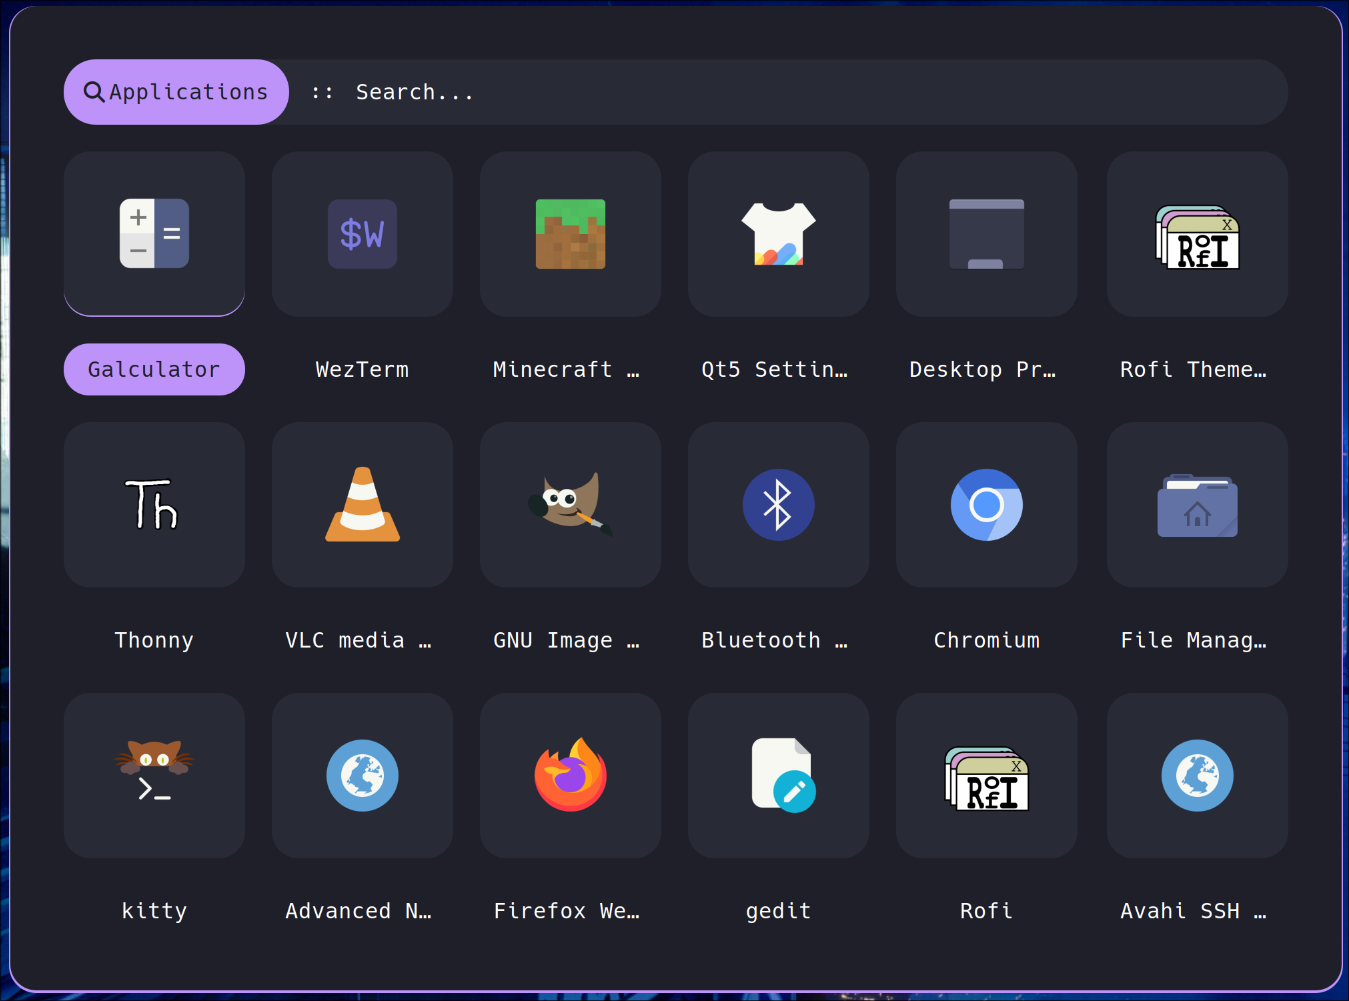 Applications :: Search...
$W
X
Rofi
Galculator WezTerm Minecraft … Qt5 Settin… Desktop Pr… Rofi Theme…
Th
Thonny VLC media … GNU Image … Bluetooth … Chromium File Manag…
>_
X
Rofi
kitty Advanced N… Firefox We… gedit Rofi Avahi SSH …